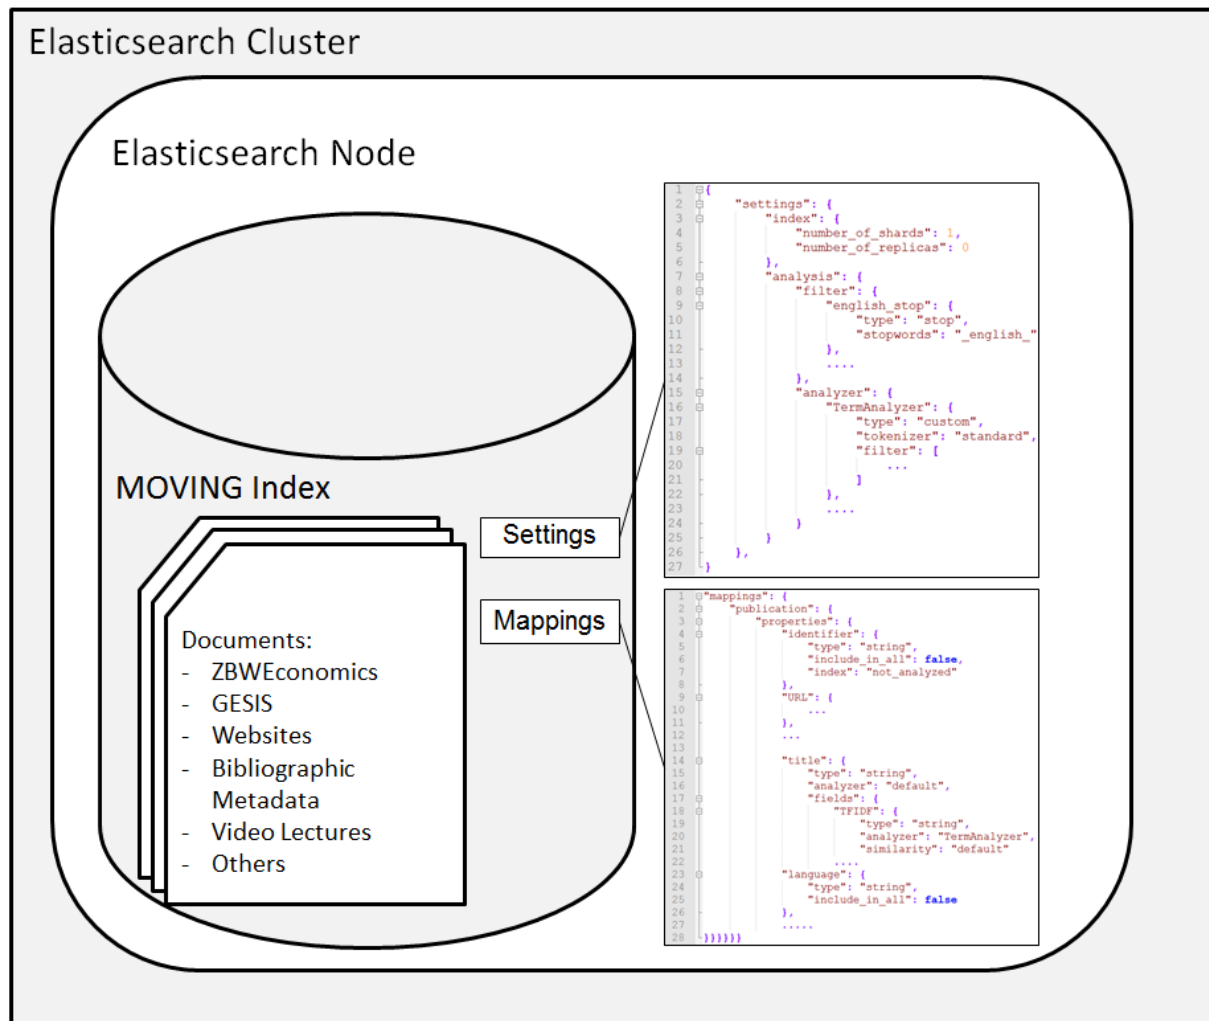 Elasticsearch Cluster
Elasticsearch Node
MOVING Index
Settings
Mappings
Documents:
- ZBWEconomics
- GESIS
- Websites
- Bibliographic
Metadata
- Video Lectures
- Others
1 {
2 "settings": {
3 "index": {
4 "number_of_shards": 1,
5 "number_of_replicas": 0
6 },
7 "analysis": {
8 "filter": {
9 "english_stop": {
10 "type": "stop",
11 "stopwords": "_english_"
12 },
13 ....
14 },
15 "analyzer": {
16 "TermAnalyzer": {
17 "type": "custom",
18 "tokenizer": "standard",
19 "filter": [
20 ...
21 ]
22 },
23 ....
24 }
25 }
26 },
27 }
1 "mappings": {
2 "publication": {
3 "properties": {
4 "identifier": {
5 "type": "string",
6 "include_in_all": false,
7 "index": "not_analyzed"
8 },
9 "URL": {
10 ...
11 },
12 ...
13
14 "title": {
15 "type": "string",
16 "analyzer": "default",
17 "fields": {
18 "TFIDF": {
19 "type": "string",
20 "analyzer": "TermAnalyzer",
21 "similarity": "default"
22 ....
23 "language": {
24 "type": "string",
25 "include_in_all": false
26 },
27 .....
28 }}}}}}